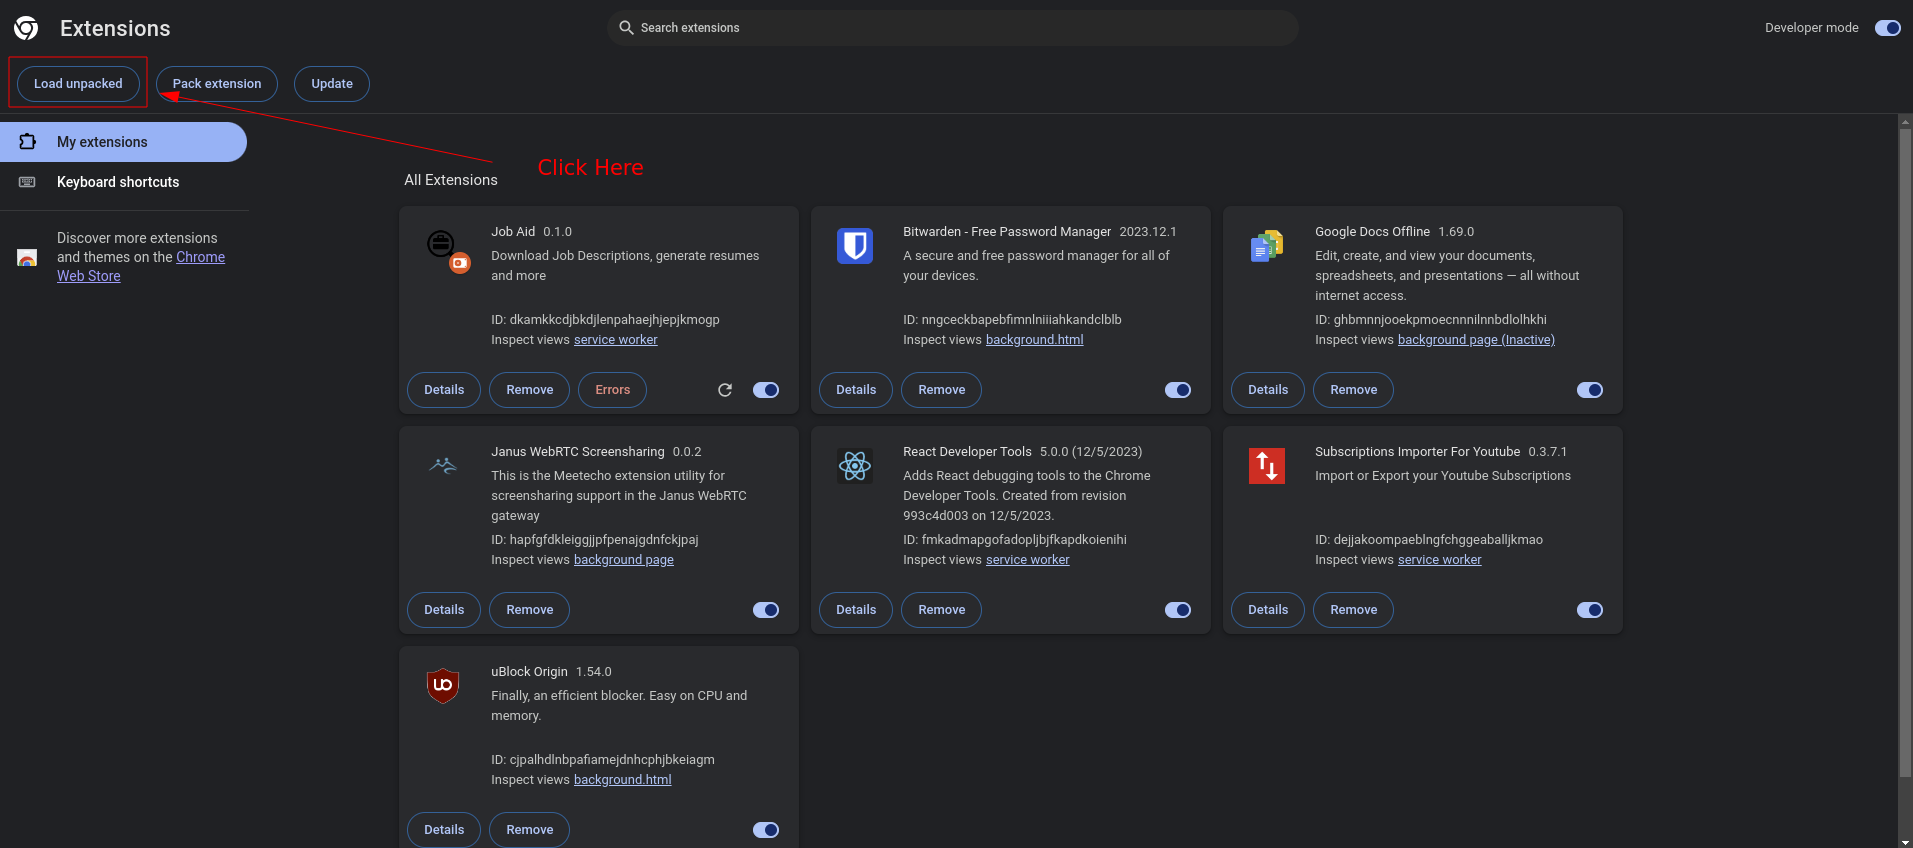 Extensions
Search extensions
Developer mode
Load unpacked
Pack extension
Update
My extensions
Keyboard shortcuts
Discover more extensions
and themes on the Chrome
Web Store
Click Here
All Extensions
Job Aid 0.1.0
Download Job Descriptions, generate resumes
and more
ID: dkamkkcdjbkdjlenpahaejhjepjkmogp
Inspect views service worker
Details
Remove
Errors
Bitwarden - Free Password Manager 2023.12.1
A secure and free password manager for all of
your devices.
ID: nngceckbapebfimnlniiiahkandclblb
Inspect views background.html
Details
Remove
Google Docs Offline 1.69.0
Edit, create, and view your documents,
spreadsheets, and presentations — all without
internet access.
ID: ghbmnnjooekpmoecnnnilnnbdlolhkhi
Inspect views background page (Inactive)
Details
Remove
Janus WebRTC Screensharing 0.0.2
This is the Meetecho extension utility for
screensharing support in the Janus WebRTC
gateway
ID: hapfgfdkleiggjjpfpenajgdnfckjpaj
Inspect views background page
Details
Remove
React Developer Tools 5.0.0 (12/5/2023)
Adds React debugging tools to the Chrome
Developer Tools. Created from revision
993c4d003 on 12/5/2023.
ID: fmkadmapgofadopljbjfkapdkoienihi
Inspect views service worker
Details
Remove
Subscriptions Importer For Youtube 0.3.7.1
Import or Export your Youtube Subscriptions
ID: dejjakoompaeblngfchggeaballjkmao
Inspect views service worker
Details
Remove
uBlock Origin 1.54.0
Finally, an efficient blocker. Easy on CPU and
memory.
ID: cjpalhdlnbpafiamejdnhcphjbkeiagm
Inspect views background.html
Details
Remove